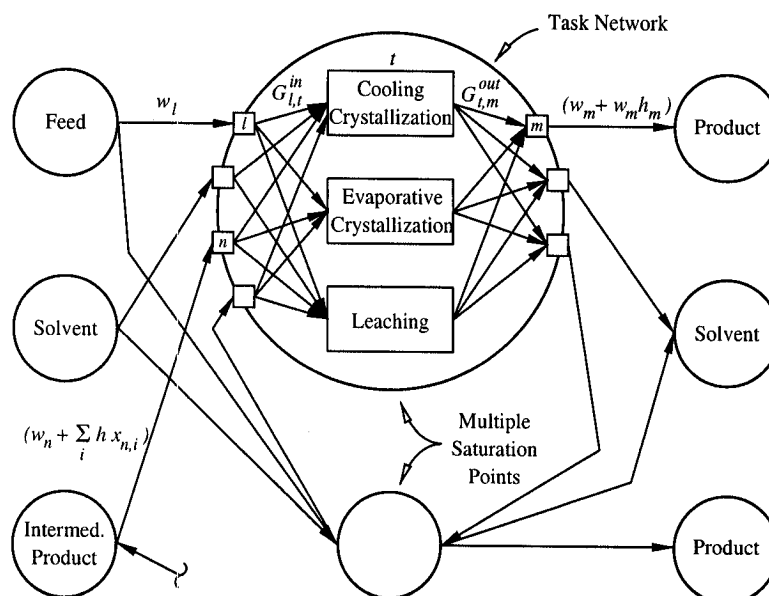 Task Network
t
Feed
w_l
l
G^{in}_{l,t}
Cooling
Crystallization
G^{out}_{t,m}
m
(w_m + w_m h_m)
Product
n
Evaporative
Crystallization
Solvent
Leaching
Solvent
(w_n + Σ_i h x_{n,i})
Multiple
Saturation
Points
Intermed.
Product
Product